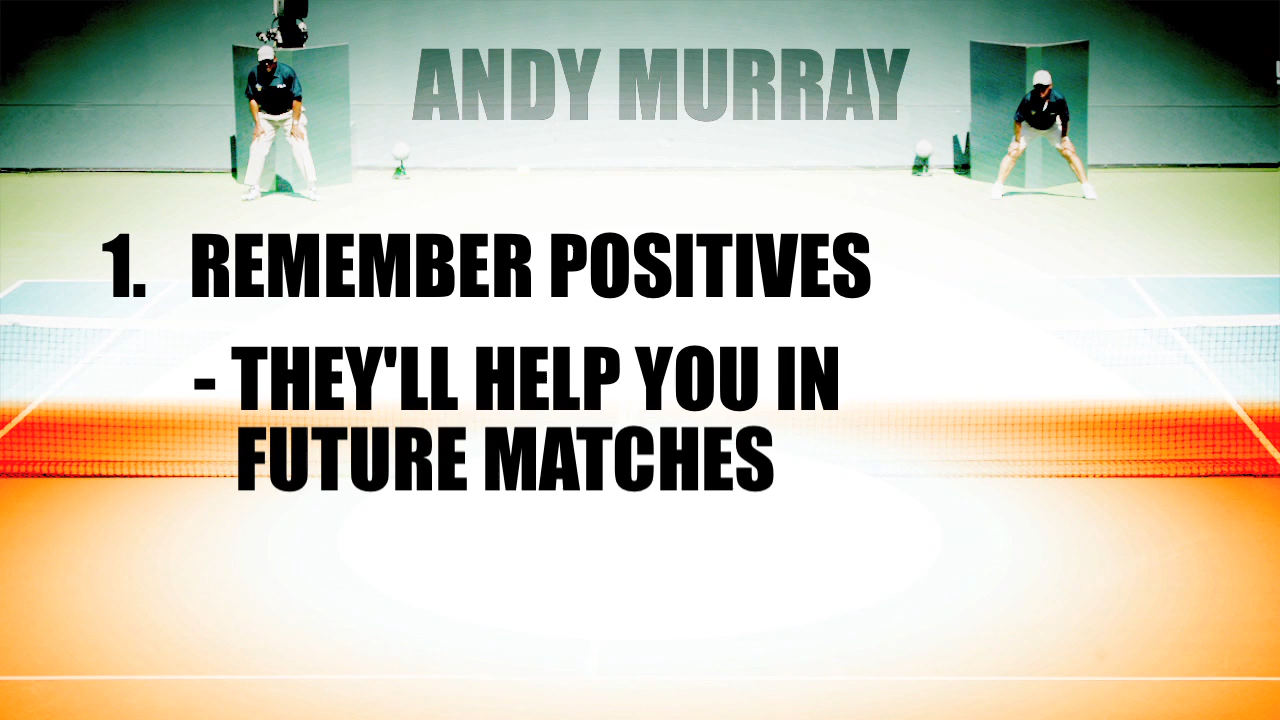 ANDY MURRAY
1. REMEMBER POSITIVES
- THEY'LL HELP YOU IN
FUTURE MATCHES